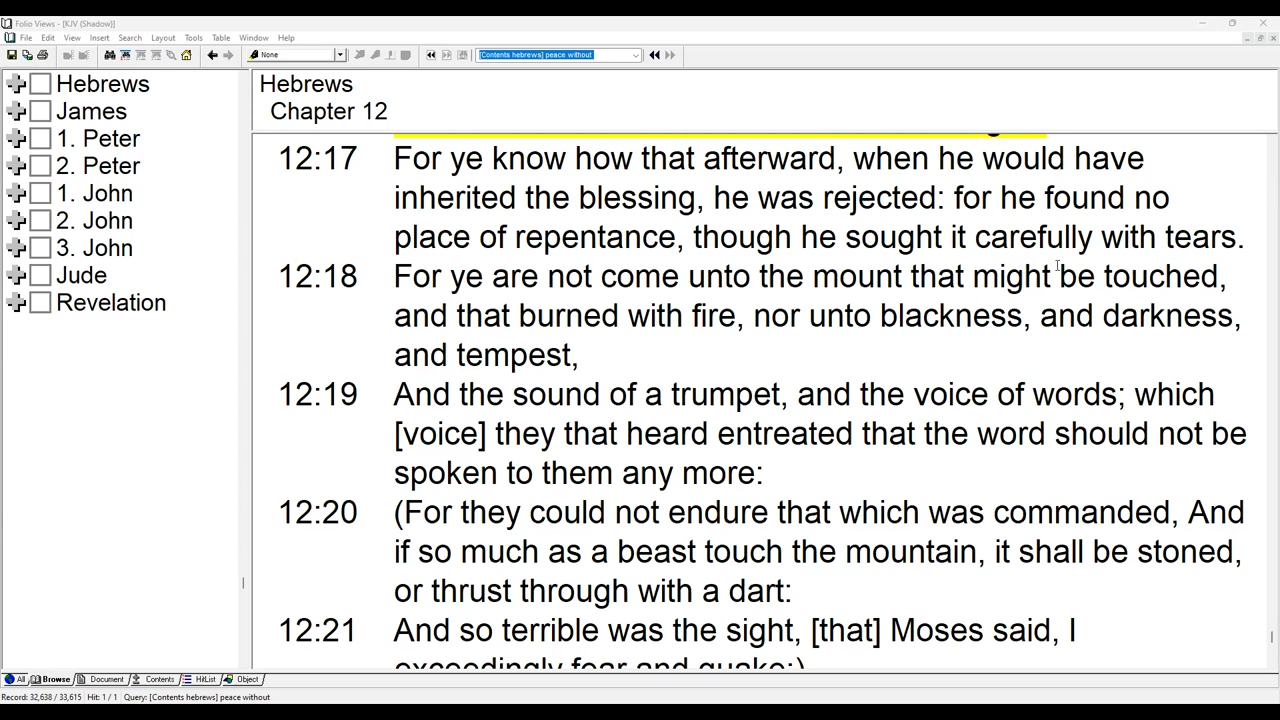 Folio Views - [KJV (Shadow)]
File Edit View Insert Search Layout Tools Table Window Help
None
[Contents hebrews] peace without
Hebrews
James
1. Peter
2. Peter
1. John
2. John
3. John
Jude
Revelation
Hebrews
Chapter 12
12:17 For ye know how that afterward, when he would have
inherited the blessing, he was rejected: for he found no
place of repentance, though he sought it carefully with tears.
12:18 For ye are not come unto the mount that might be touched,
and that burned with fire, nor unto blackness, and darkness,
and tempest,
12:19 And the sound of a trumpet, and the voice of words; which
[voice] they that heard entreated that the word should not be
spoken to them any more:
12:20 (For they could not endure that which was commanded, And
if so much as a beast touch the mountain, it shall be stoned,
or thrust through with a dart:
12:21 And so terrible was the sight, [that] Moses said, I
exceedingly fear and quake:)
All Browse Document Contents HitList Object
Record: 32,638 / 33,615 Hit: 1 / 1 Query: [Contents hebrews] peace without